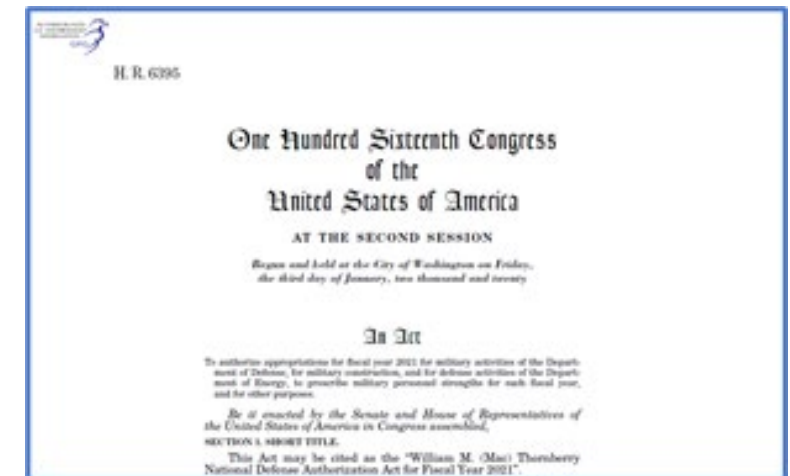 H. R. 6395
One Hundred Sixteenth Congress
of the
United States of America
AT THE SECOND SESSION
Begun and held at the City of Washington on Friday,
the third day of January, two thousand and twenty
An Act
To authorize appropriations for fiscal year 2021 for military activities of the Depart-
ment of Defense, for military construction, and for defense activities of the Depart-
ment of Energy, to prescribe military personnel strengths for such fiscal year,
and for other purposes.
Be it enacted by the Senate and House of Representatives of
the United States of America in Congress assembled,
SECTION 1. SHORT TITLE.
This Act may be cited as the “William M. (Mac) Thornberry
National Defense Authorization Act for Fiscal Year 2021”.